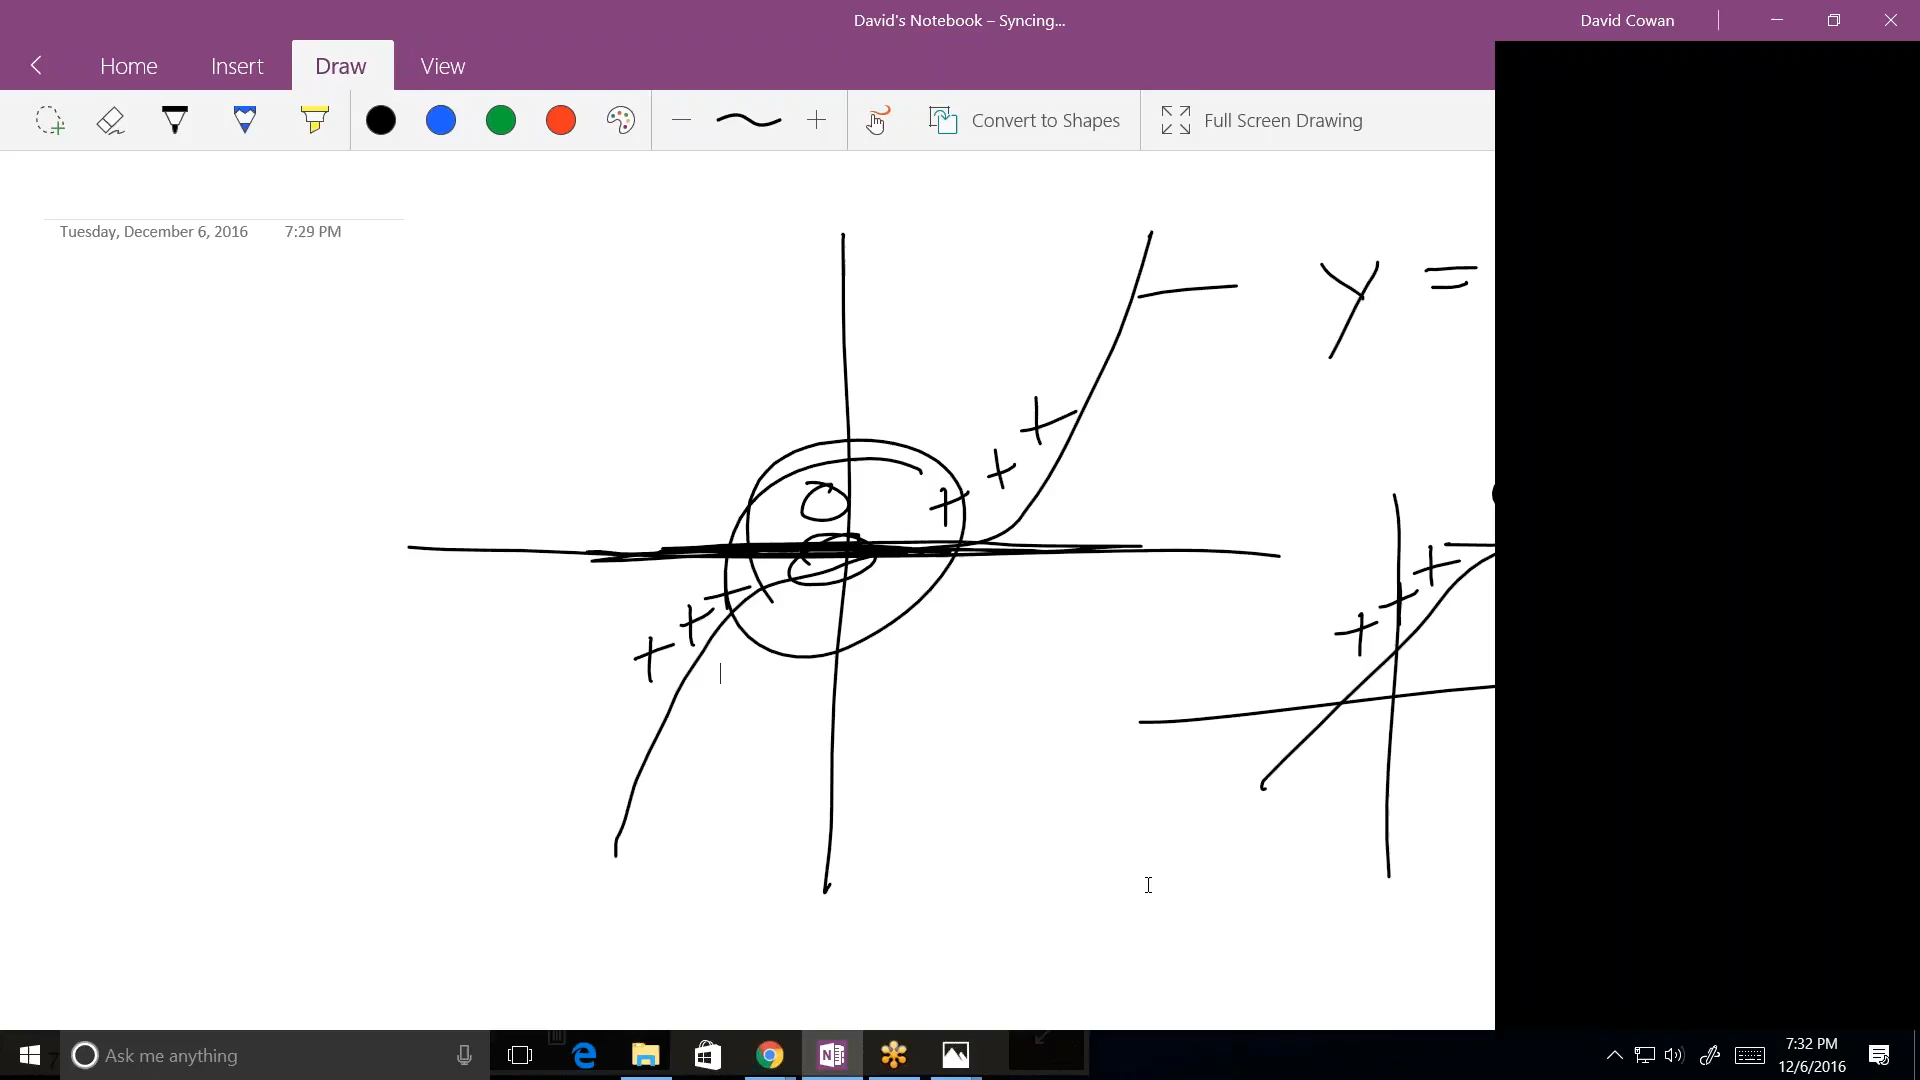 David's Notebook – Syncing...
David Cowan
Home Insert Draw View
Convert to Shapes
Full Screen Drawing
Tuesday, December 6, 2016 7:29 PM
y =
+ + +
0
+ + +
+ + +
Ask me anything
7:32 PM
12/6/2016